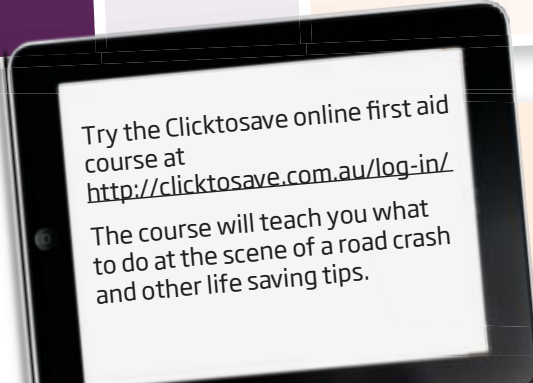 Try the Clicktosave online first aid
course at
http://clicktosave.com.au/log-in/
The course will teach you what
to do at the scene of a road crash
and other life saving tips.